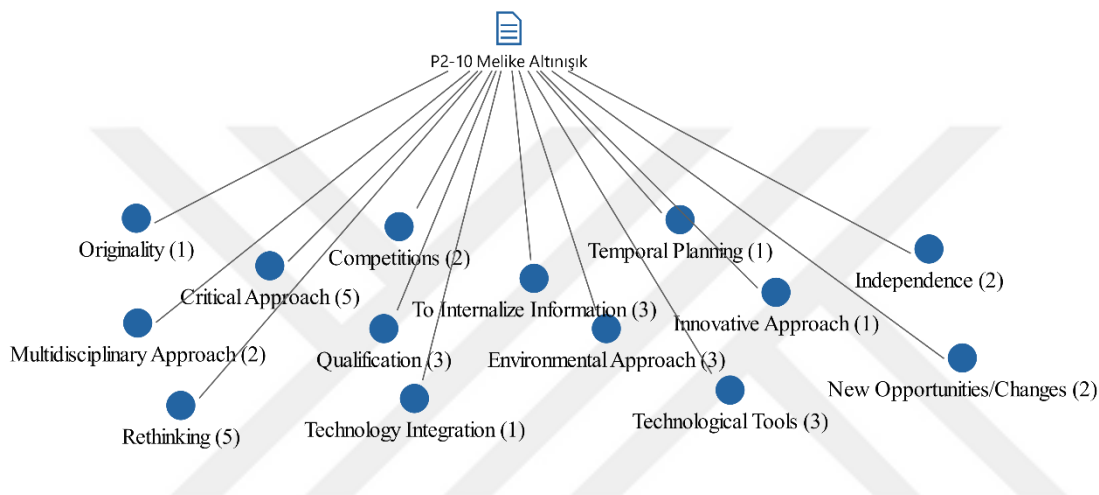 P2-10 Melike Altınışık
Originality (1)
Competitions (2)
Temporal Planning (1)
Independence (2)
Critical Approach (5)
To Internalize Information (3)
Innovative Approach (1)
Multidisciplinary Approach (2)
Qualification (3)
Environmental Approach (3)
New Opportunities/Changes (2)
Rethinking (5)
Technology Integration (1)
Technological Tools (3)